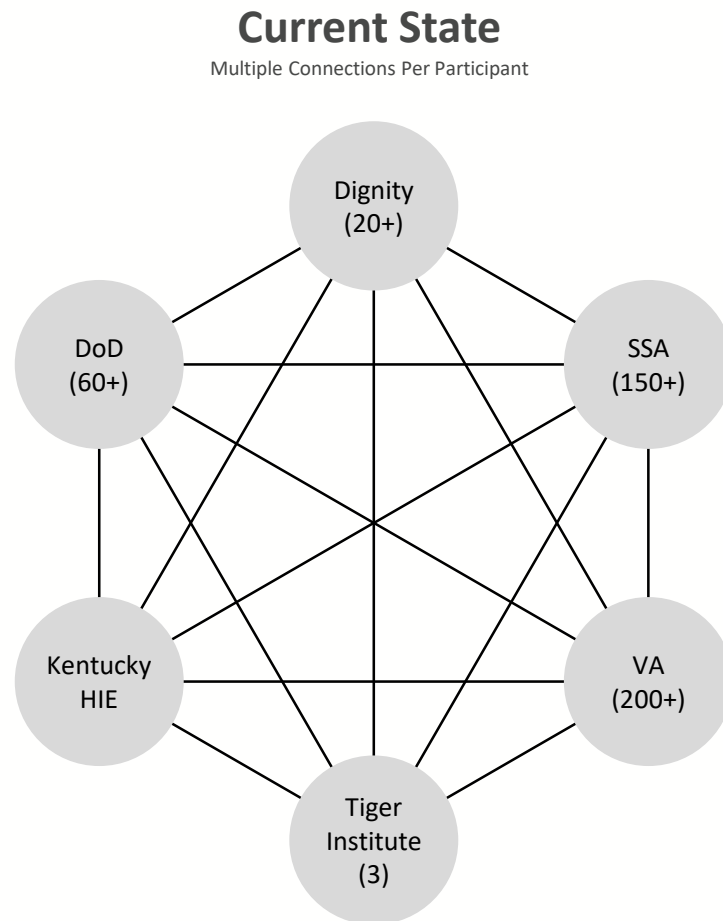 Current State
Multiple Connections Per Participant
Dignity
(20+)
DoD
(60+)
SSA
(150+)
Kentucky
HIE
VA
(200+)
Tiger
Institute
(3)